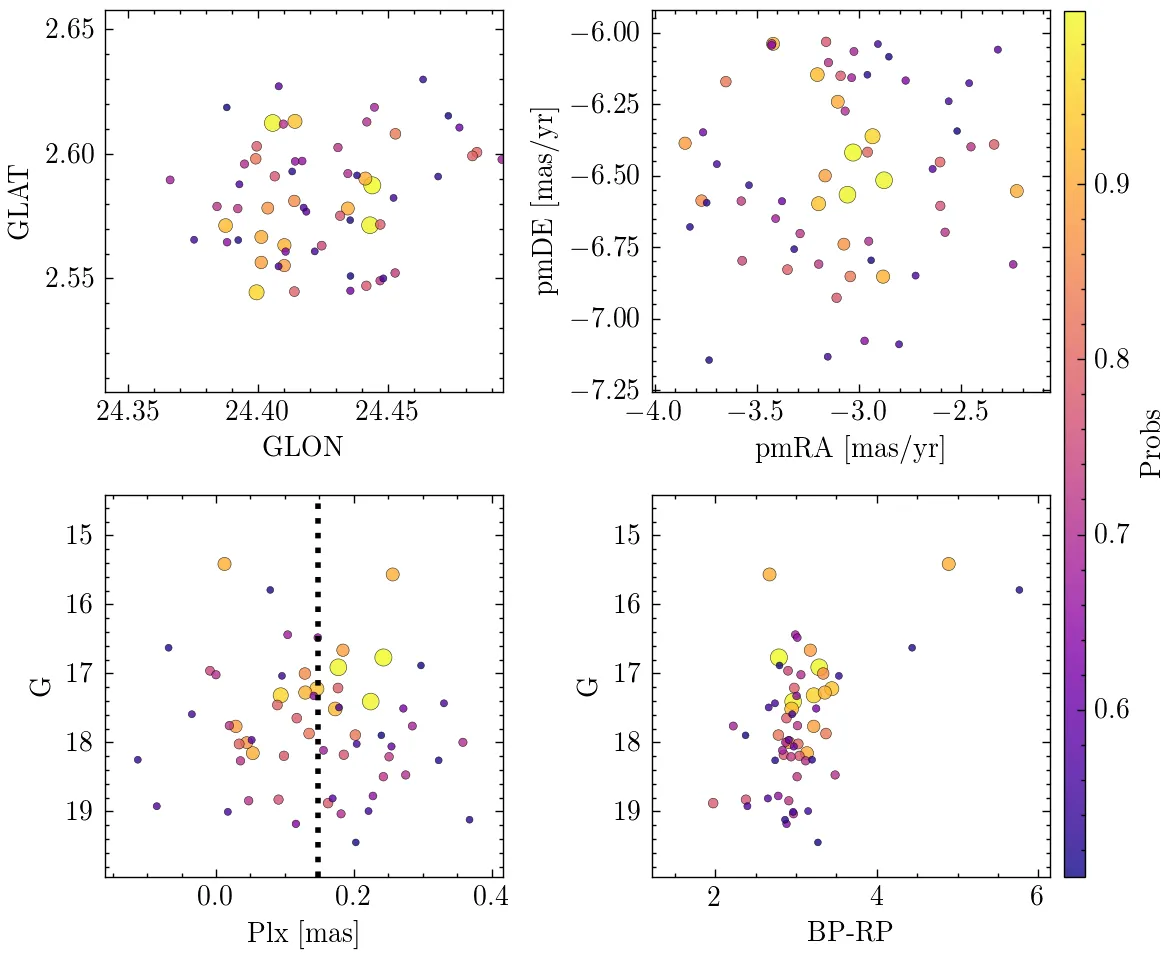 2.65
2.60
2.55
GLAT
24.35 24.40 24.45
GLON
−6.00
−6.25
−6.50
−6.75
−7.00
−7.25
pmDE [mas/yr]
−4.0 −3.5 −3.0 −2.5
pmRA [mas/yr]
15
16
17
18
19
G
0.0 0.2 0.4
Plx [mas]
15
16
17
18
19
G
2 4 6
BP-RP
0.9
0.8
0.7
0.6
Probs